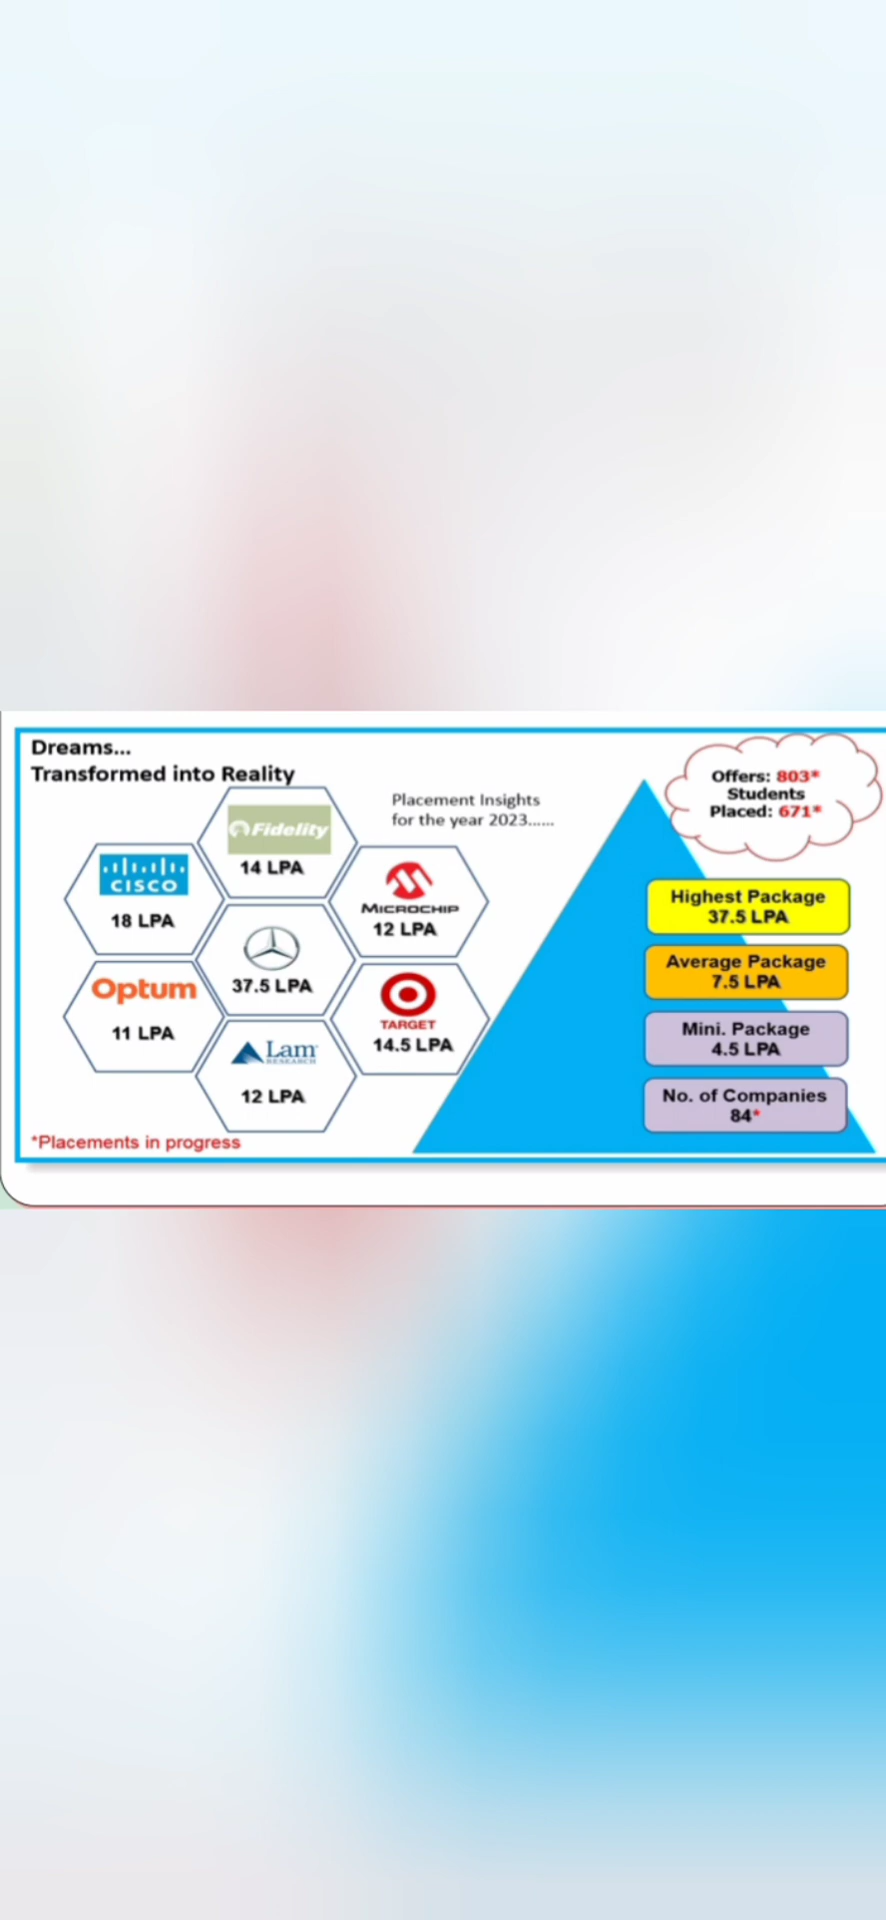 Dreams...
Transformed into Reality
Placement Insights
for the year 2023......
Fidelity
14 LPA
CISCO
18 LPA
MICROCHIP
12 LPA
37.5 LPA
Optum
11 LPA
TARGET
14.5 LPA
Lam
RESEARCH
12 LPA
*Placements in progress
Offers: 803*
Students
Placed: 671*
Highest Package
37.5 LPA
Average Package
7.5 LPA
Mini. Package
4.5 LPA
No. of Companies
84*